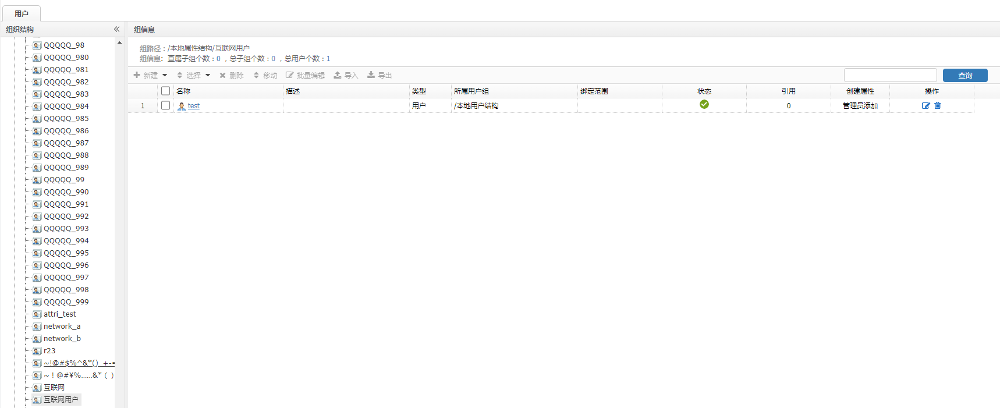 用户
组织结构
QQQQQ_98
QQQQQ_980
QQQQQ_981
QQQQQ_982
QQQQQ_983
QQQQQ_984
QQQQQ_985
QQQQQ_986
QQQQQ_987
QQQQQ_988
QQQQQ_989
QQQQQ_99
QQQQQ_990
QQQQQ_991
QQQQQ_992
QQQQQ_993
QQQQQ_994
QQQQQ_995
QQQQQ_996
QQQQQ_997
QQQQQ_998
QQQQQ_999
attri_test
network_a
network_b
r23
~!@#$%^&*()_+-=
~！@#¥%……&*（）
互联网
互联网用户
组信息
组路径：/本地属性结构/互联网用户
组信息: 直属子组个数：0 ，总子组个数：0 ，总用户个数：1
新建 选择 删除 移动 批量编辑 导入 导出 查询
名称 描述 类型 所属用户组 绑定范围 状态 引用 创建属性 操作
1 test 用户 /本地用户结构 0 管理员添加